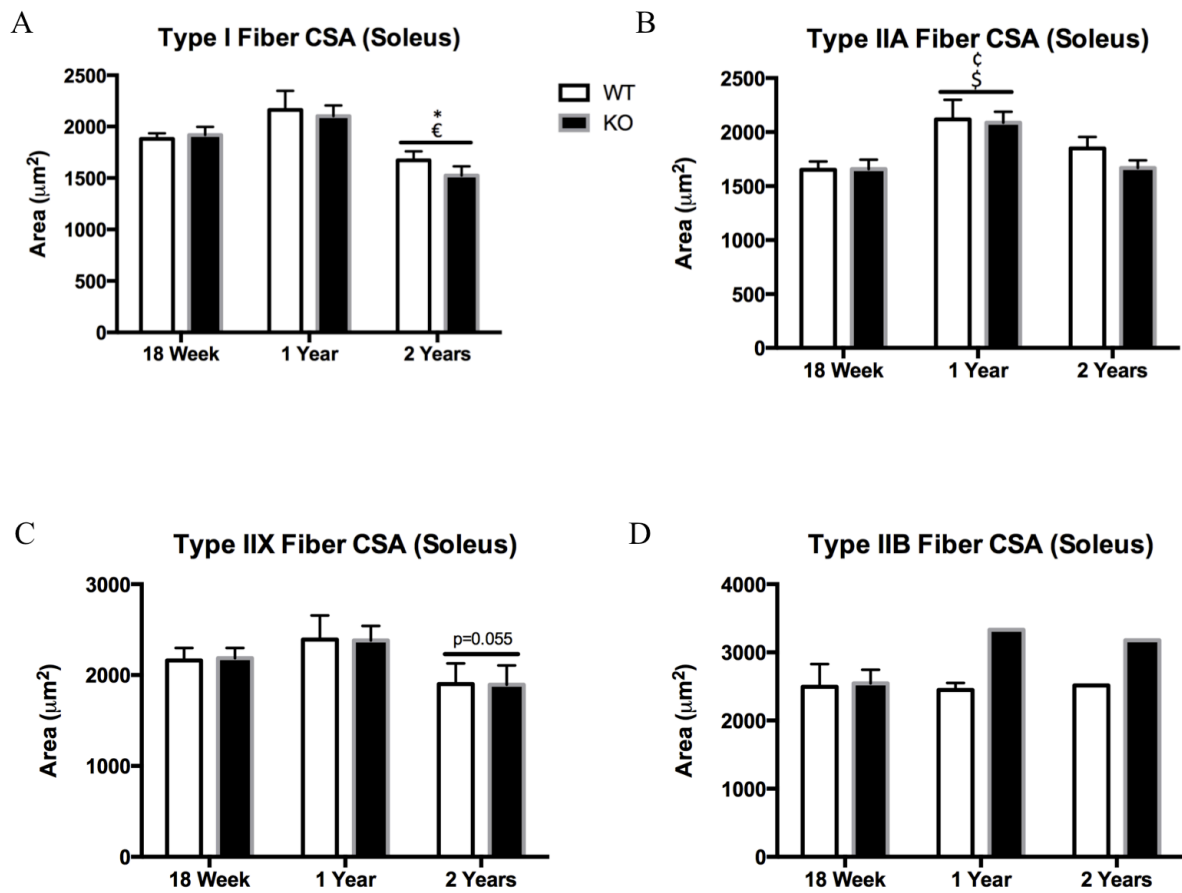 A
Type I Fiber CSA (Soleus)
Area (μm²)
2500
2000
1500
1000
500
0
*
€
18 Week
1 Year
2 Years
WT
KO
B
Type IIA Fiber CSA (Soleus)
Area (μm²)
2500
2000
1500
1000
500
0
¢
$
18 Week
1 Year
2 Years
C
Type IIX Fiber CSA (Soleus)
Area (μm²)
3000
2000
1000
0
p=0.055
18 Week
1 Year
2 Years
D
Type IIB Fiber CSA (Soleus)
Area (μm²)
4000
3000
2000
1000
0
18 Week
1 Year
2 Years